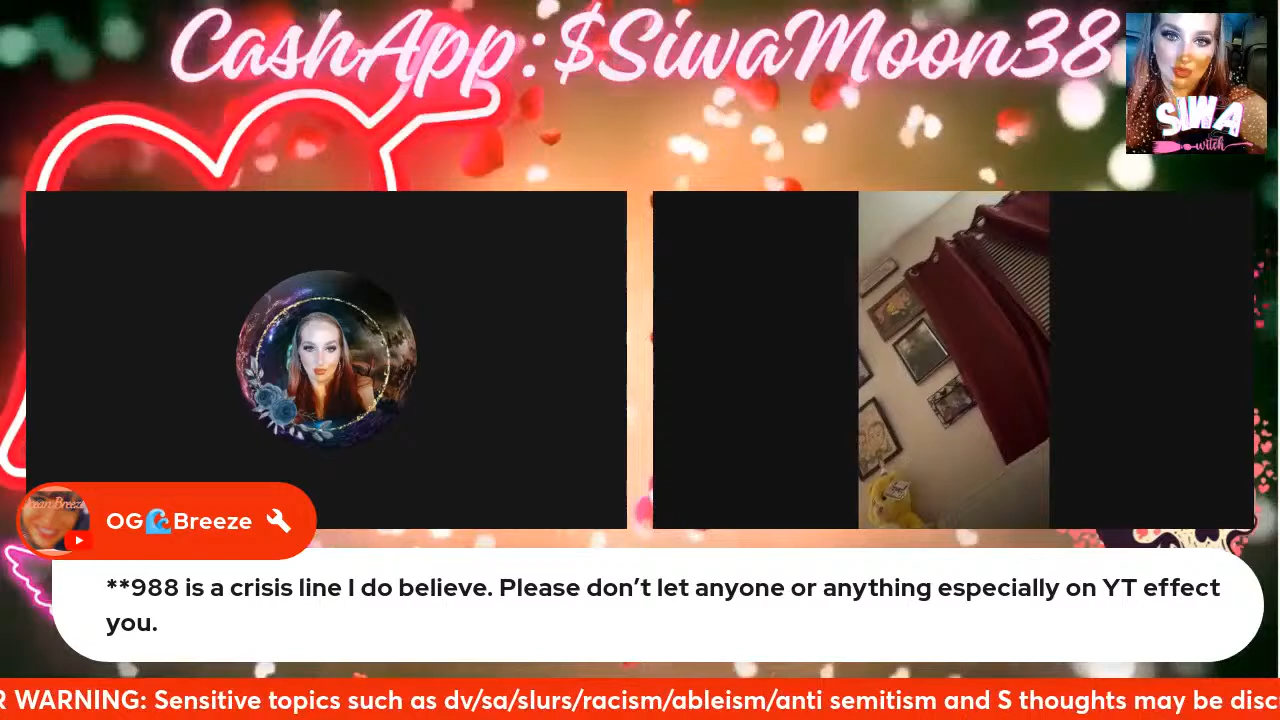 CashApp:$SiwaMoon38
SIWA
witch
OG🌊Breeze
**988 is a crisis line I do believe. Please don’t let anyone or anything especially on YT effect
you.
R WARNING: Sensitive topics such as dv/sa/slurs/racism/ableism/anti semitism and S thoughts may be disc